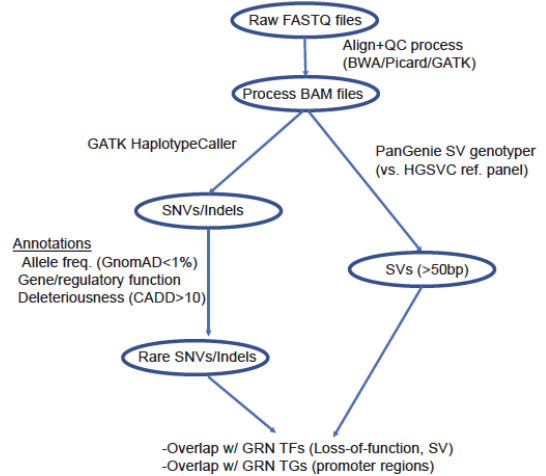 Raw FASTQ files
Align+QC process
(BWA/Picard/GATK)
Process BAM files
GATK HaplotypeCaller
PanGenie SV genotyper
(vs. HGSVC ref. panel)
SNVs/Indels
Annotations
Allele freq. (GnomAD<1%)
Gene/regulatory function
Deleteriousness (CADD>10)
SVs (>50bp)
Rare SNVs/Indels
-Overlap w/ GRN TFs (Loss-of-function, SV)
-Overlap w/ GRN TGs (promoter regions)